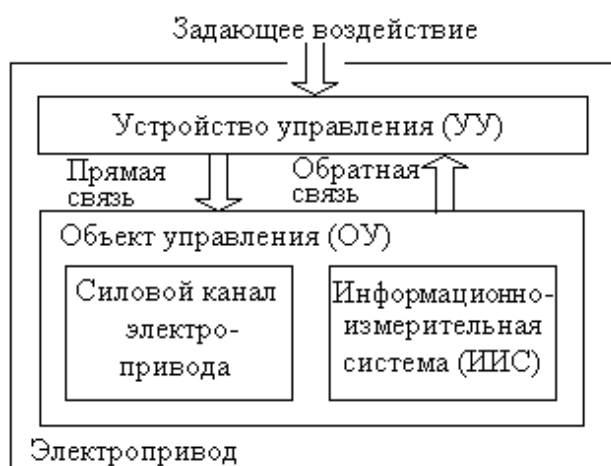 Задающее воздействие
Устройство управления (УУ)
Прямая
связь
Обратная
связь
Объект управления (ОУ)
Силовой канал
электро-
привода
Информационно-
измерительная
система (ИИС)
Электропривод